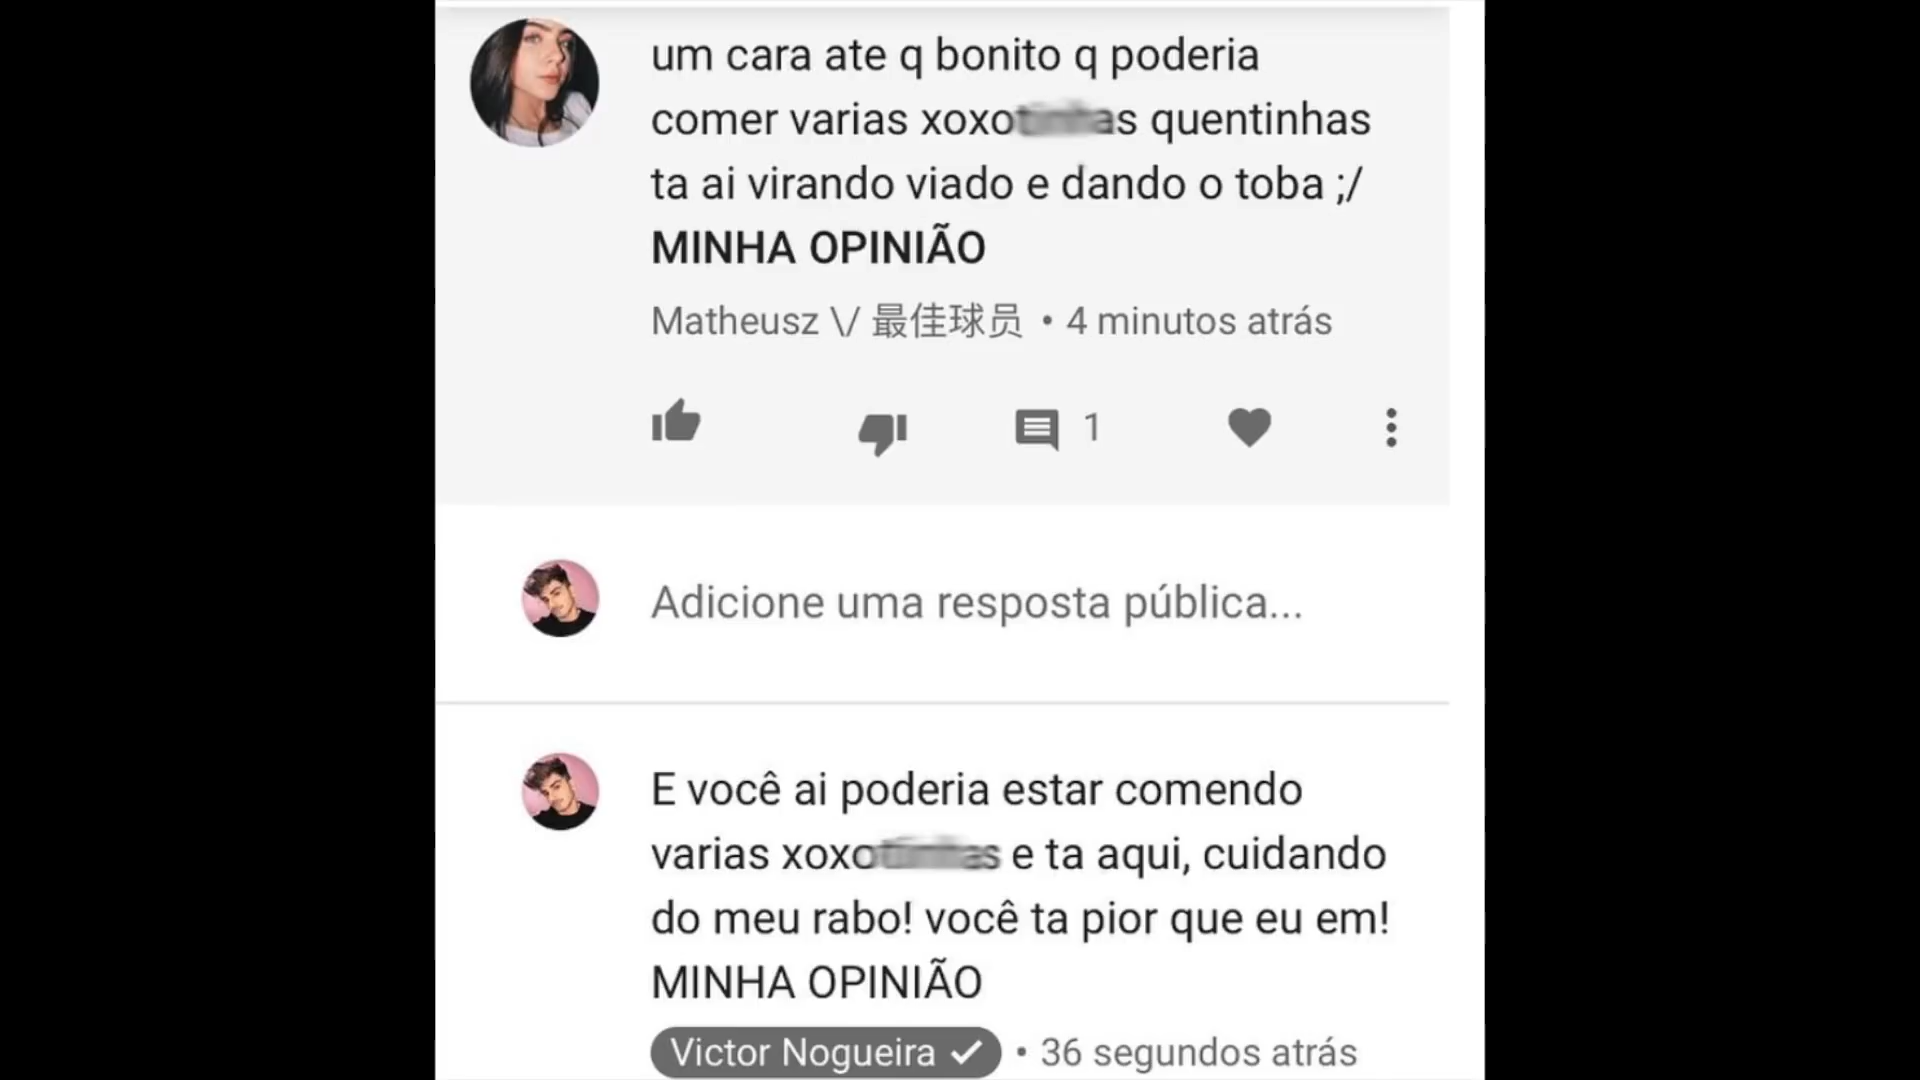 um cara ate q bonito q poderia
comer varias xoxotinhas quentinhas
ta ai virando viado e dando o toba ;/
MINHA OPINIÃO
Matheusz \/ 最佳球员 • 4 minutos atrás
1
Adicione uma resposta pública...
E você ai poderia estar comendo
varias xoxotinhas e ta aqui, cuidando
do meu rabo! você ta pior que eu em!
MINHA OPINIÃO
Victor Nogueira • 36 segundos atrás